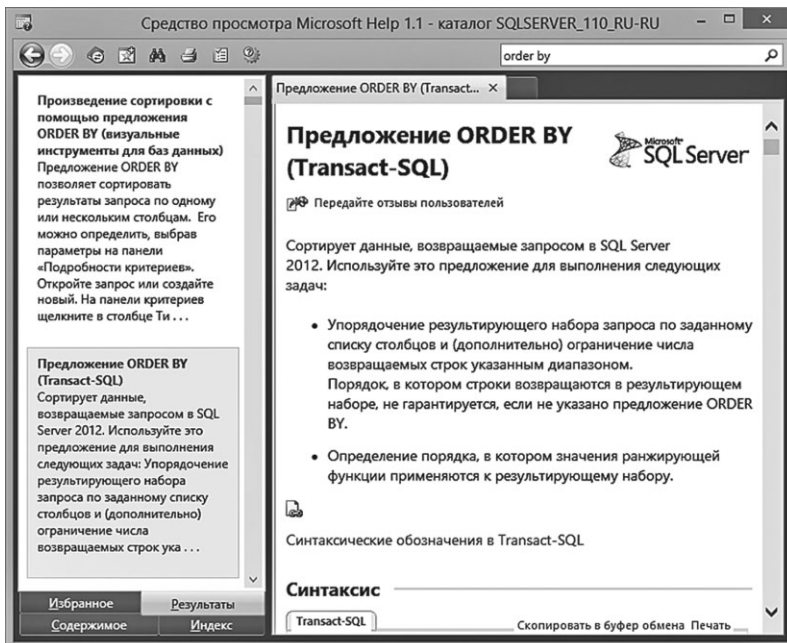 Средство просмотра Microsoft Help 1.1 - каталог SQLSERVER_110_RU-RU
order by
Произведение сортировки с
помощью предложения
ORDER BY (визуальные
инструменты для баз данных)
Предложение ORDER BY
позволяет сортировать
результаты запроса по одному
или нескольким столбцам. Его
можно определить, выбрав
параметры на панели
«Подробности критериев».
Откройте запрос или создайте
новый. На панели критериев
щелкните в столбце Ти . . .
Предложение ORDER BY
(Transact-SQL)
Сортирует данные,
возвращаемые запросом в SQL
Server 2012. Используйте это
предложение для выполнения
следующих задач: Упорядочение
результирующего набора
запроса по заданному списку
столбцов и (дополнительно)
ограничение числа
возвращаемых строк ука . . .
Избранное Результаты
Содержимое Индекс
Предложение ORDER BY (Transact... ×
Предложение ORDER BY
(Transact-SQL)
Microsoft
SQL Server
Передайте отзывы пользователей
Сортирует данные, возвращаемые запросом в SQL Server
2012. Используйте это предложение для выполнения следующих
задач:
• Упорядочение результирующего набора запроса по заданному
списку столбцов и (дополнительно) ограничение числа
возвращаемых строк указанным диапазоном.
Порядок, в котором строки возвращаются в результирующем
наборе, не гарантируется, если не указано предложение ORDER
BY.
• Определение порядка, в котором значения ранжирующей
функции применяются к результирующему набору.
Синтаксические обозначения в Transact-SQL
Синтаксис
Transact-SQL Скопировать в буфер обмена Печать